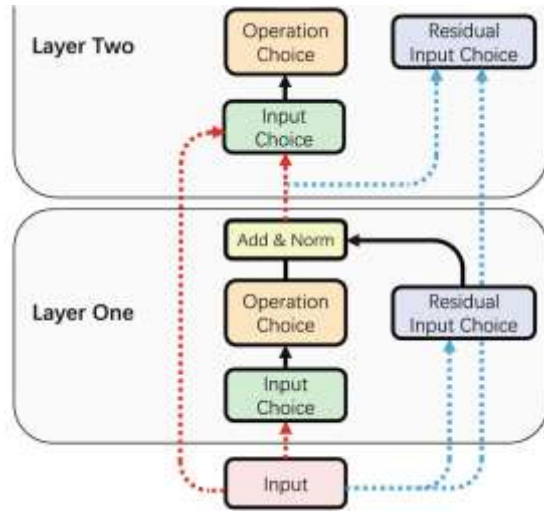 Layer Two
Operation
Choice
Residual
Input Choice
Input
Choice
Add & Norm
Layer One
Operation
Choice
Residual
Input Choice
Input
Choice
Input